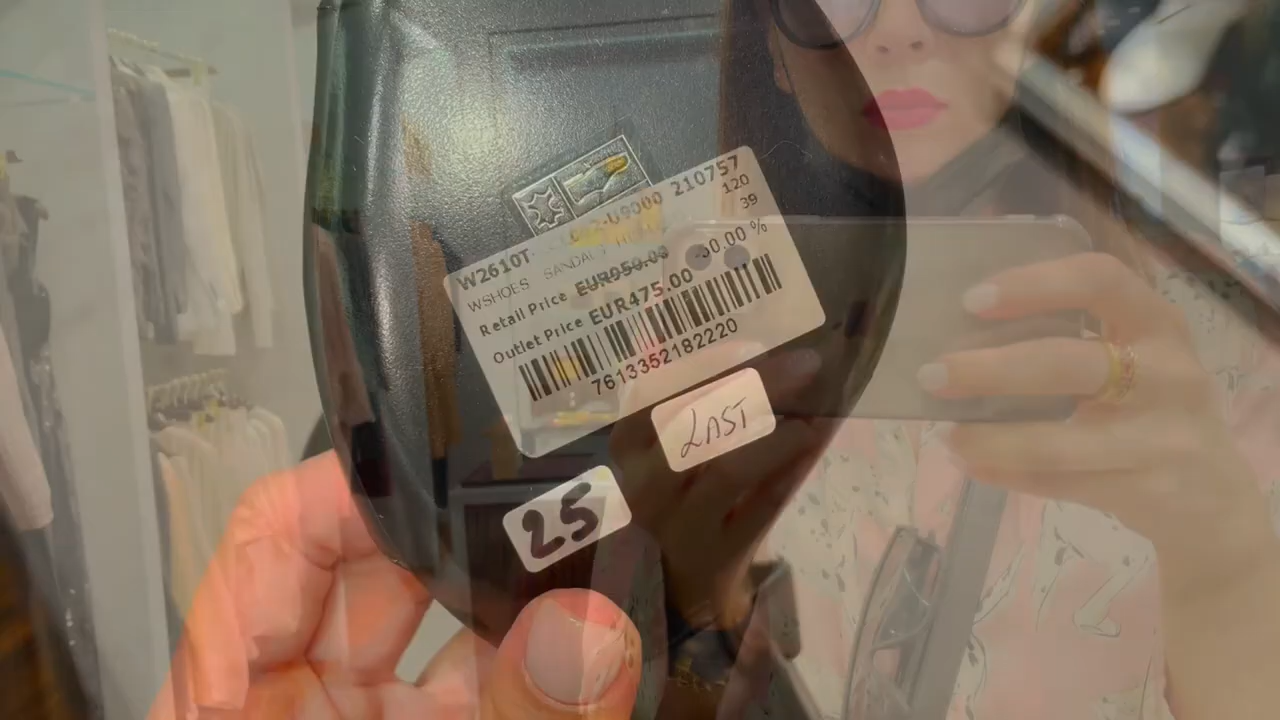 W2610T 210757
120
39
WSHOES SANDAL
Retail Price EUR950.00 -50.00 %
Outlet Price EUR475.00
7613352182220
LAST
25